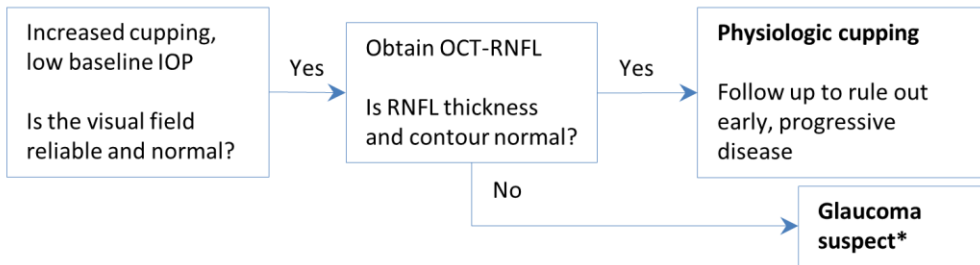 Increased cupping,
low baseline IOP
Is the visual field
reliable and normal?
Yes
Obtain OCT-RNFL
Is RNFL thickness
and contour normal?
Yes
Physiologic cupping
Follow up to rule out
early, progressive
disease
No
Glaucoma
suspect*